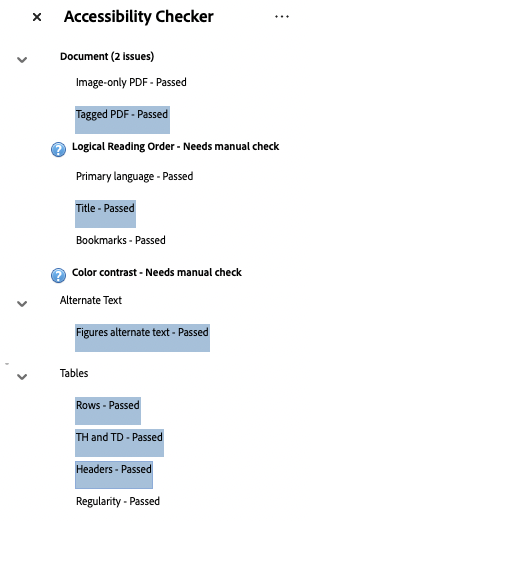 Accessibility Checker
Document (2 issues)
Image-only PDF - Passed
Tagged PDF - Passed
Logical Reading Order - Needs manual check
Primary language - Passed
Title - Passed
Bookmarks - Passed
Color contrast - Needs manual check
Alternate Text
Figures alternate text - Passed
Tables
Rows - Passed
TH and TD - Passed
Headers - Passed
Regularity - Passed